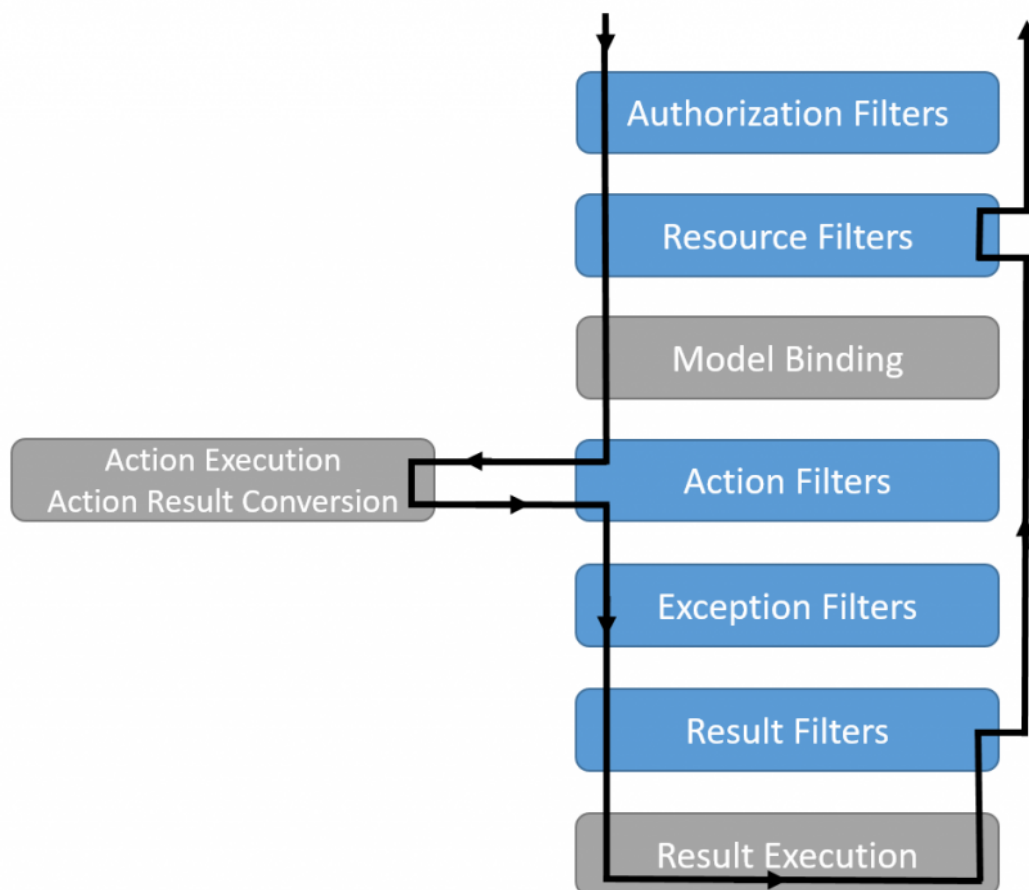 Authorization Filters
Resource Filters
Model Binding
Action Execution
Action Result Conversion
Action Filters
Exception Filters
Result Filters
Result Execution